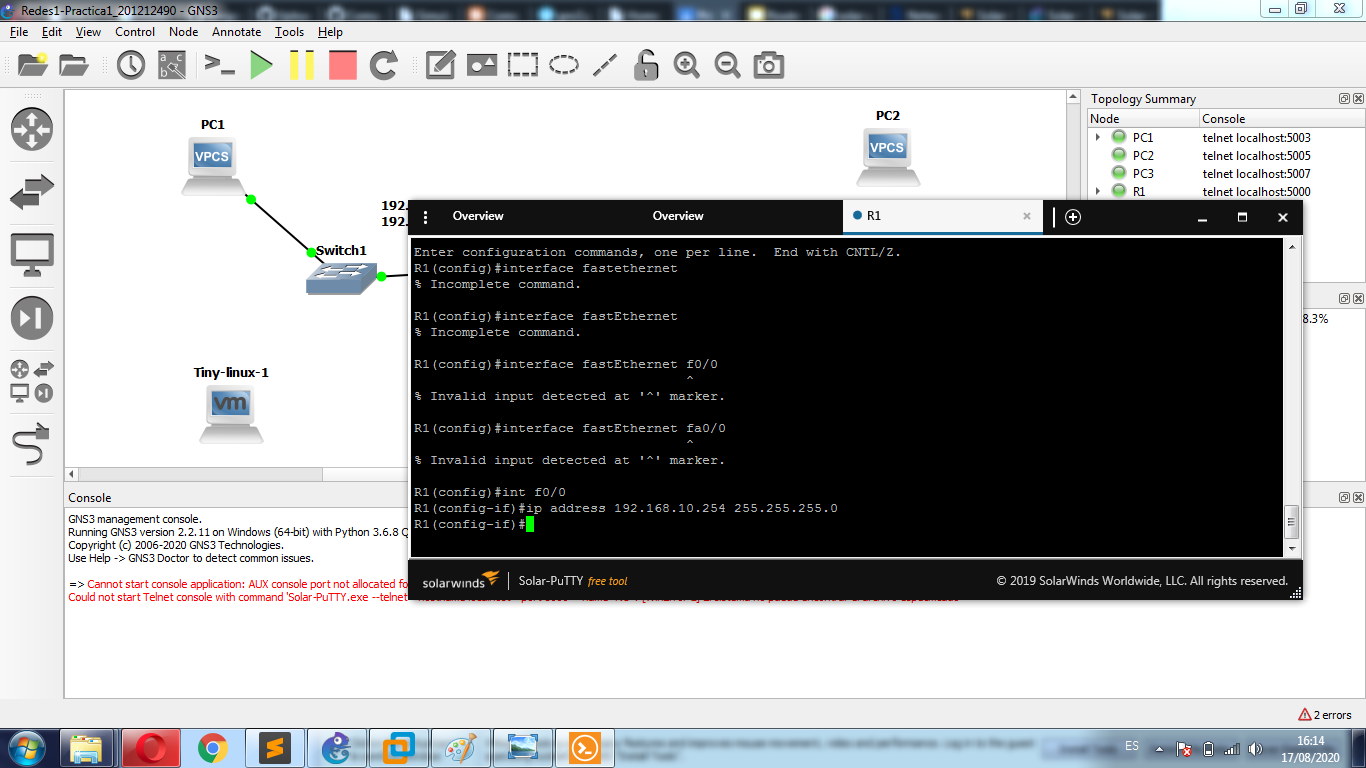 Redes1-Practica1_201212490 - GNS3
File Edit View Control Node Annotate Tools Help
PC1
VPCS
PC2
VPCS
192.
192.
Switch1
Tiny-linux-1
vm
Topology Summary
Node Console
PC1 telnet localhost:5003
PC2 telnet localhost:5005
PC3 telnet localhost:5007
R1 telnet localhost:5000
8.3%
Overview Overview R1
Enter configuration commands, one per line. End with CNTL/Z.
R1(config)#interface fastethernet
% Incomplete command.
R1(config)#interface fastEthernet
% Incomplete command.
R1(config)#interface fastEthernet f0/0
^
% Invalid input detected at '^' marker.
R1(config)#interface fastEthernet fa0/0
^
% Invalid input detected at '^' marker.
R1(config)#int f0/0
R1(config-if)#ip address 192.168.10.254 255.255.255.0
R1(config-if)#
solarwinds Solar-PuTTY free tool © 2019 SolarWinds Worldwide, LLC. All rights reserved.
Console
GNS3 management console.
Running GNS3 version 2.2.11 on Windows (64-bit) with Python 3.6.8
Copyright (c) 2006-2020 GNS3 Technologies.
Use Help -> GNS3 Doctor to detect common issues.
=> Cannot start console application: AUX console port not allocated fo
Could not start Telnet console with command 'Solar-PuTTY.exe --telnet
2 errors
ES 16:14
17/08/2020